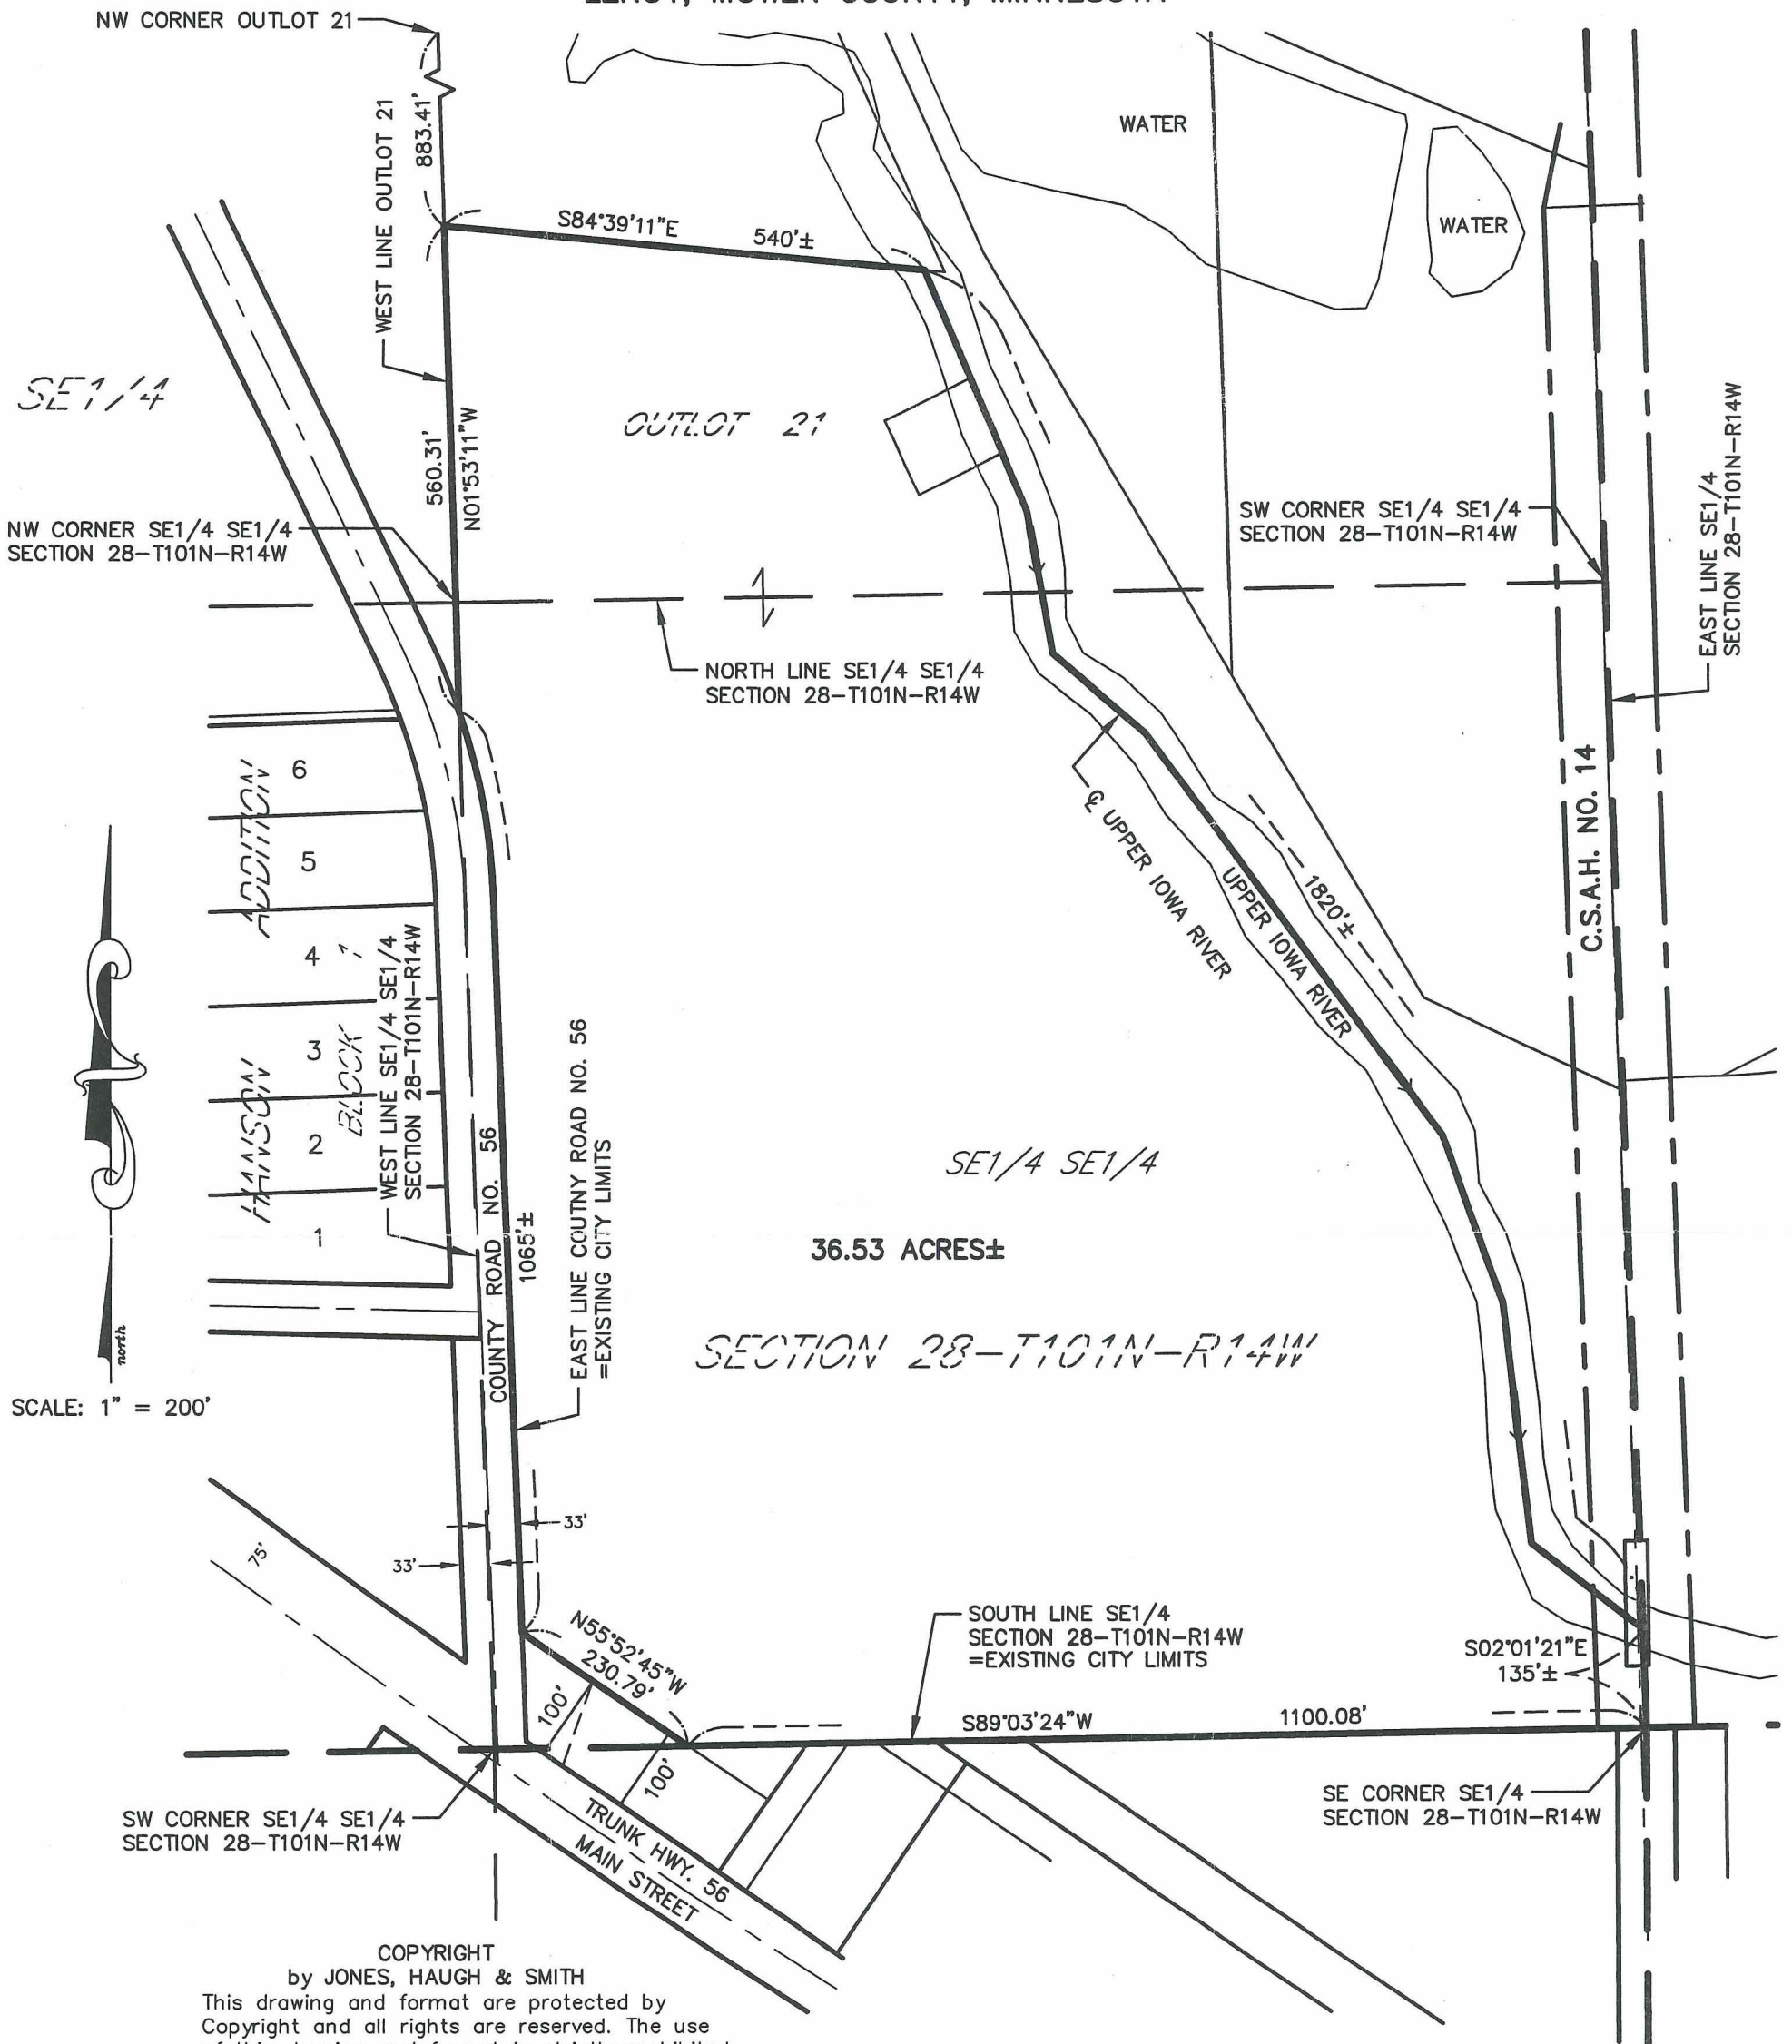 NW CORNER OUTLOT 21
WEST LINE OUTLOT 21
883.41'
S84°39'11"E
540'±
WATER
WATER
SE1/4
OUTLOT 21
560.31'
N01°53'11"W
NW CORNER SE1/4 SE1/4
SECTION 28-T101N-R14W
SW CORNER SE1/4 SE1/4
SECTION 28-T101N-R14W
EAST LINE SE1/4
SECTION 28-T101N-R14W
NORTH LINE SE1/4 SE1/4
SECTION 28-T101N-R14W
C.S.A.H. NO. 14
HANSON ADDITION
BLOCK 1
6
5
4
3
2
1
WEST LINE SE1/4 SE1/4
SECTION 28-T101N-R14W
COUNTY ROAD NO. 56
1065'±
EAST LINE COUTNY ROAD NO. 56
=EXISTING CITY LIMITS
℄ UPPER IOWA RIVER
UPPER IOWA RIVER
1820'±
SE1/4 SE1/4
36.53 ACRES±
SECTION 28-T101N-R14W
north
SCALE: 1" = 200'
75'
33'
33'
N55°52'45"W
230.79'
100'
100'
SOUTH LINE SE1/4
SECTION 28-T101N-R14W
=EXISTING CITY LIMITS
S02°01'21"E
135'±
S89°03'24"W
1100.08'
SW CORNER SE1/4 SE1/4
SECTION 28-T101N-R14W
TRUNK HWY. 56
MAIN STREET
SE CORNER SE1/4
SECTION 28-T101N-R14W
COPYRIGHT
by JONES, HAUGH & SMITH
This drawing and format are protected by
Copyright and all rights are reserved. The use